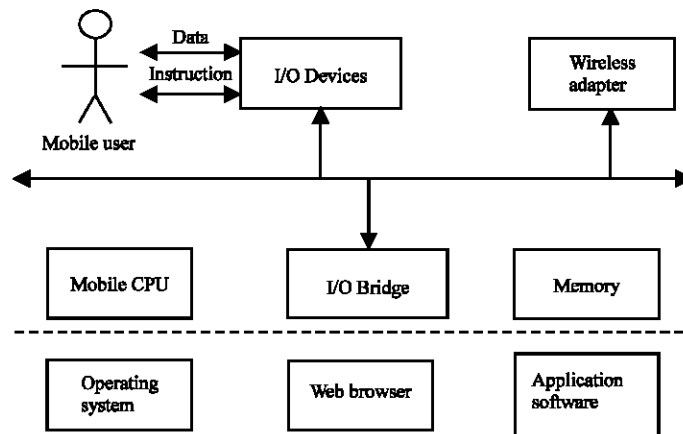 Data
Instruction
Mobile user
I/O Devices
Wireless
adapter
Mobile CPU
I/O Bridge
Memory
Operating
system
Web browser
Application
software